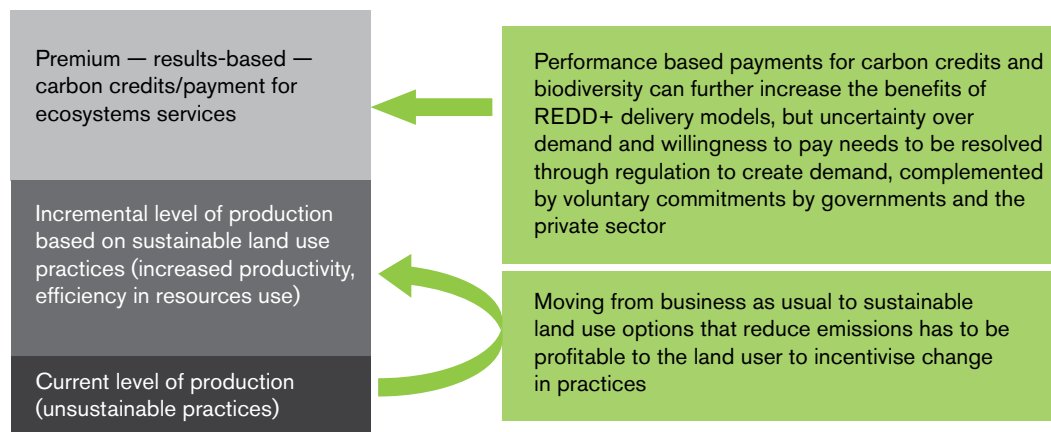 Premium — results-based —
carbon credits/payment for
ecosystems services
Incremental level of production
based on sustainable land use
practices (increased productivity,
efficiency in resources use)
Current level of production
(unsustainable practices)
Performance based payments for carbon credits and
biodiversity can further increase the benefits of
REDD+ delivery models, but uncertainty over
demand and willingness to pay needs to be resolved
through regulation to create demand, complemented
by voluntary commitments by governments and the
private sector
Moving from business as usual to sustainable
land use options that reduce emissions has to be
profitable to the land user to incentivise change
in practices